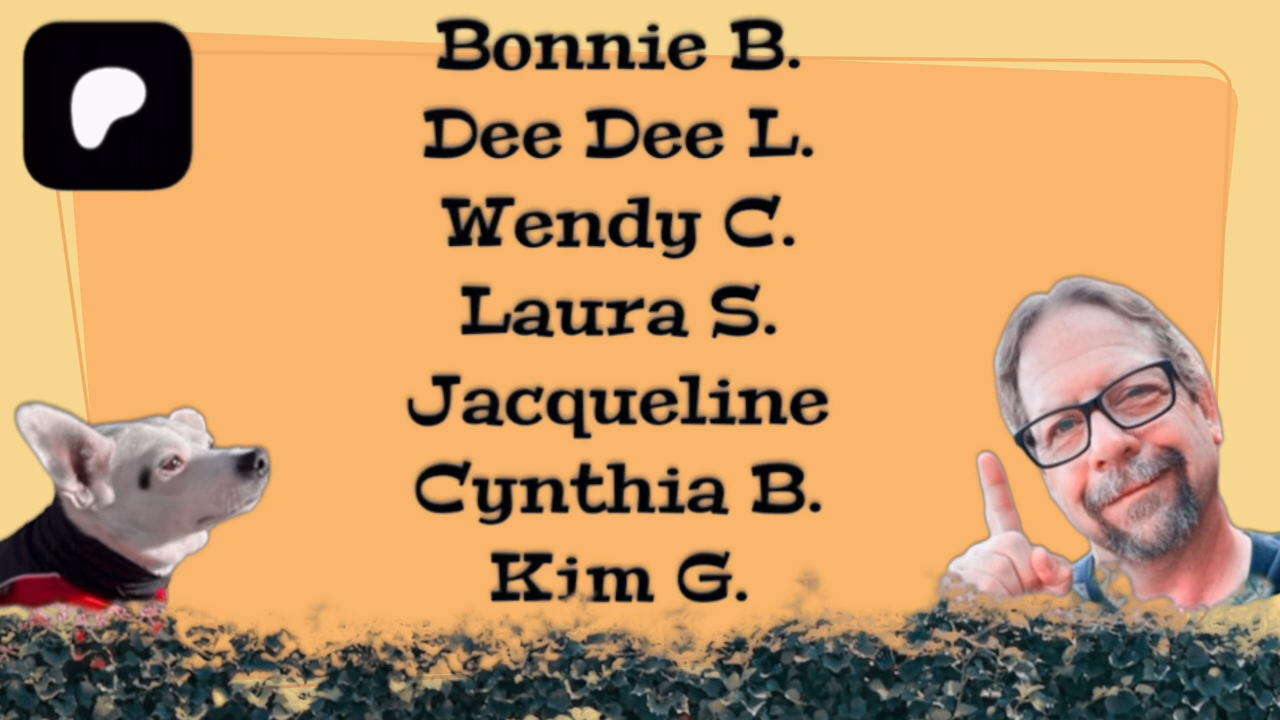 Bonnie B.
Dee Dee L.
Wendy C.
Laura S.
Jacqueline
Cynthia B.
Kim G.